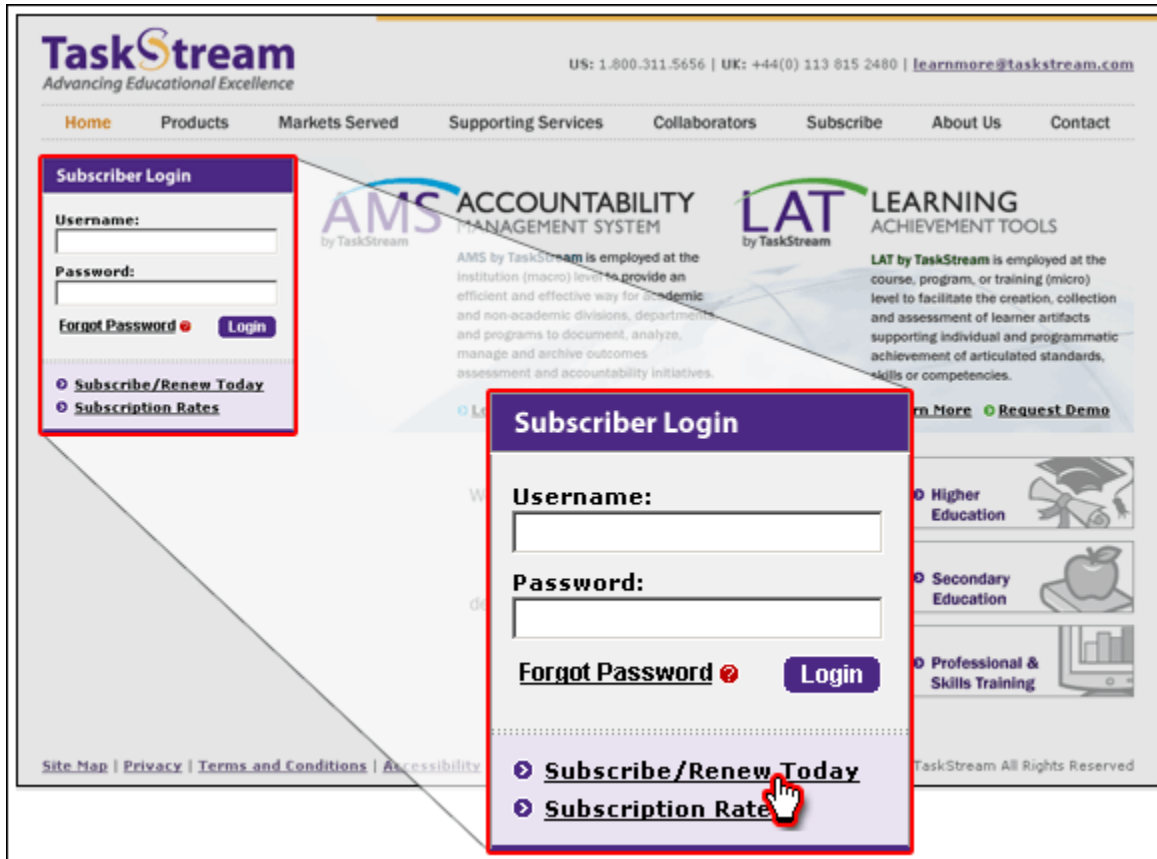 TaskStream
Advancing Educational Excellence
US: 1.800.311.5656 | UK: +44(0) 113 815 2480 | learnmore@taskstream.com
Home Products Markets Served Supporting Services Collaborators Subscribe About Us Contact
Subscriber Login
Username:
Password:
Forgot Password ?
Login
Subscribe/Renew Today
Subscription Rates
AMS
by TaskStream
ACCOUNTABILITY
MANAGEMENT SYSTEM
AMS by TaskStream is employed at the
institution (macro) level to provide an
efficient and effective way for academic
and non-academic divisions, departments
and programs to document, analyze,
manage and archive outcomes
assessment and accountability initiatives.
LAT
by TaskStream
LEARNING
ACHIEVEMENT TOOLS
LAT by TaskStream is employed at the
course, program, or training (micro)
level to facilitate the creation, collection
and assessment of learner artifacts
supporting individual and programmatic
achievement of articulated standards,
skills or competencies.
More Request Demo
Subscriber Login
Username:
Password:
Forgot Password ?
Login
Subscribe/Renew Today
Subscription Rate
Higher
Education
Secondary
Education
Professional &
Skills Training
Site Map | Privacy | Terms and Conditions | Accessibility
TaskStream All Rights Reserved